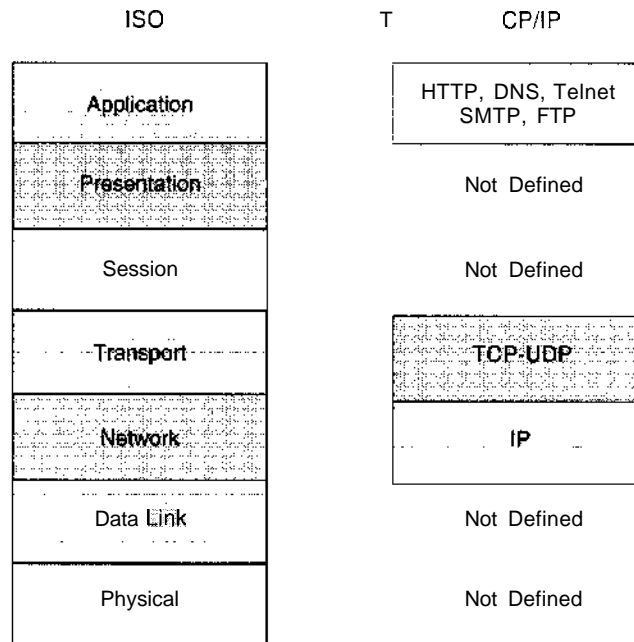 ISO T CP/IP
Application
HTTP, DNS, Telnet
SMTP, FTP
Presentation
Not Defined
Session
Not Defined
Transport
TCP-UDP
Network
IP
Data Link
Not Defined
Physical
Not Defined